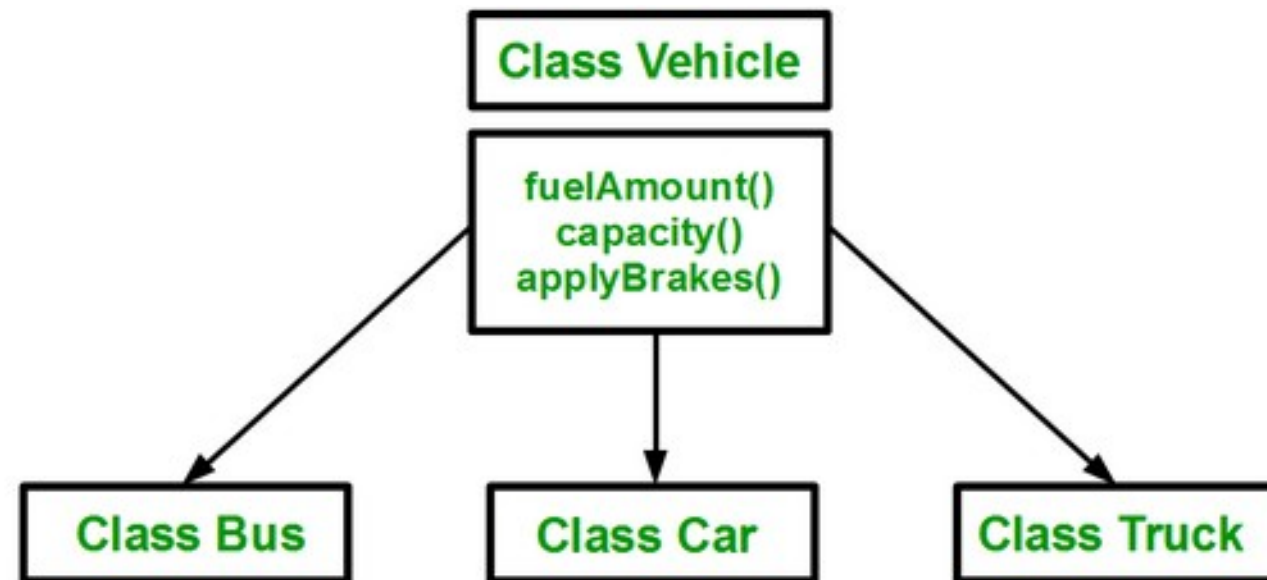 Class Vehicle
fuelAmount()
capacity()
applyBrakes()
Class Bus
Class Car
Class Truck